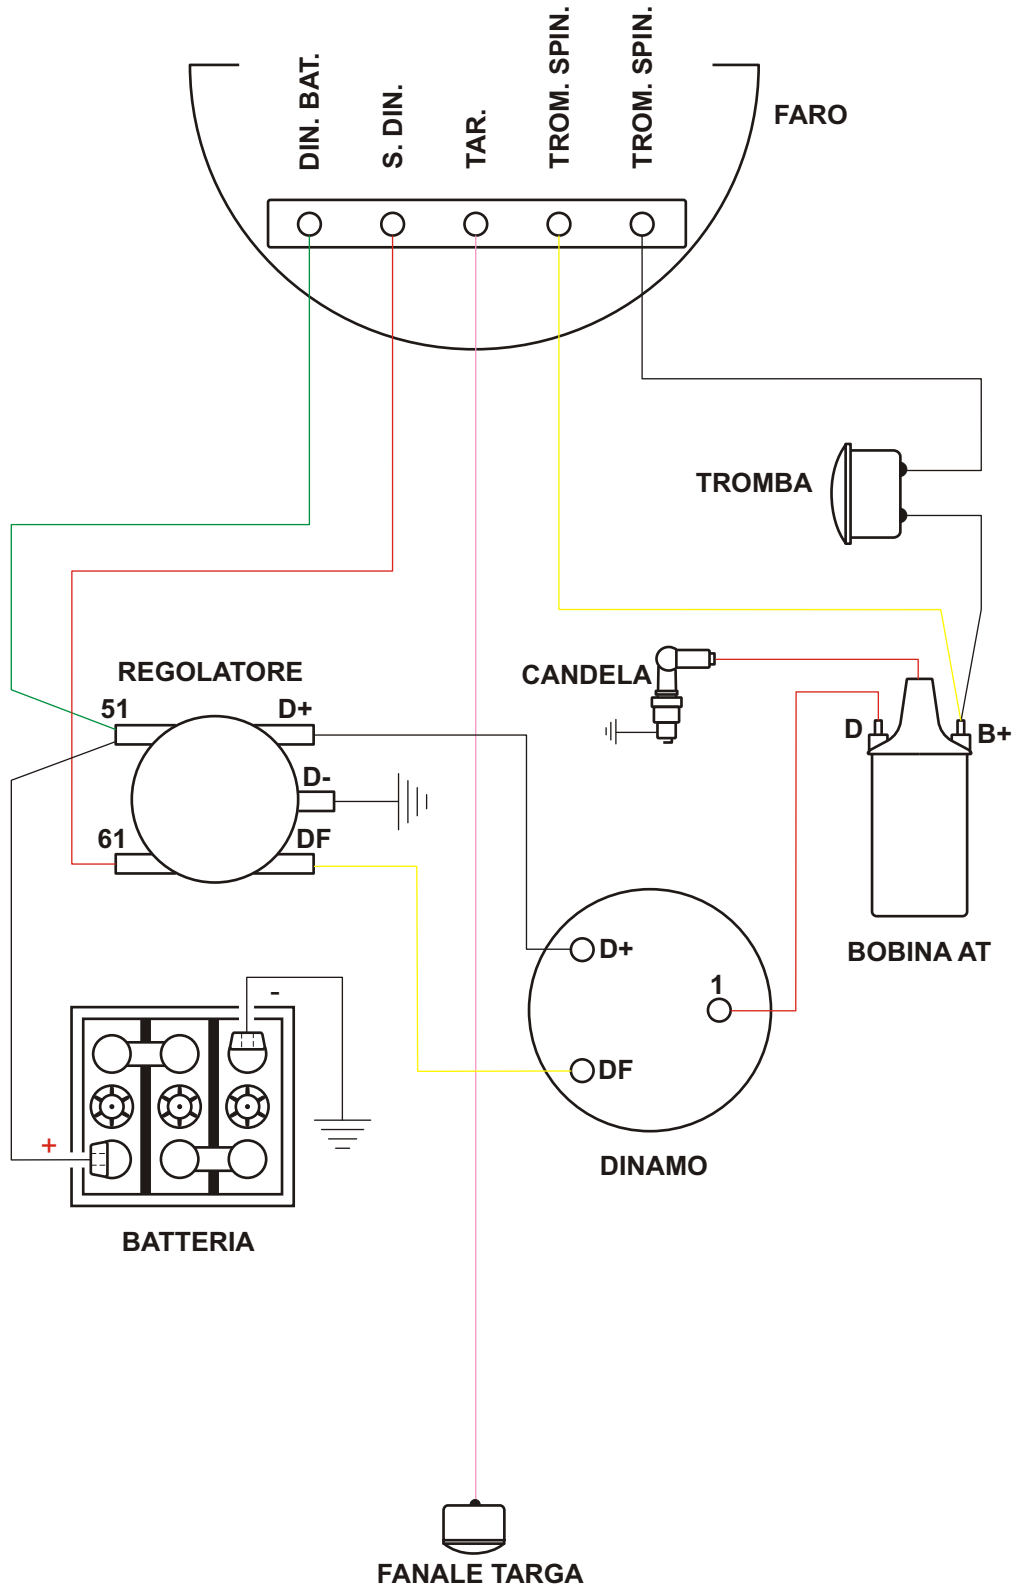 DIN. BAT.
S. DIN.
TAR.
TROM. SPIN.
TROM. SPIN.
FARO
TROMBA
REGOLATORE
CANDELA
51
D+
D
B+
D-
61
DF
BOBINA AT
D+
1
-
DF
+
DINAMO
BATTERIA
FANALE TARGA